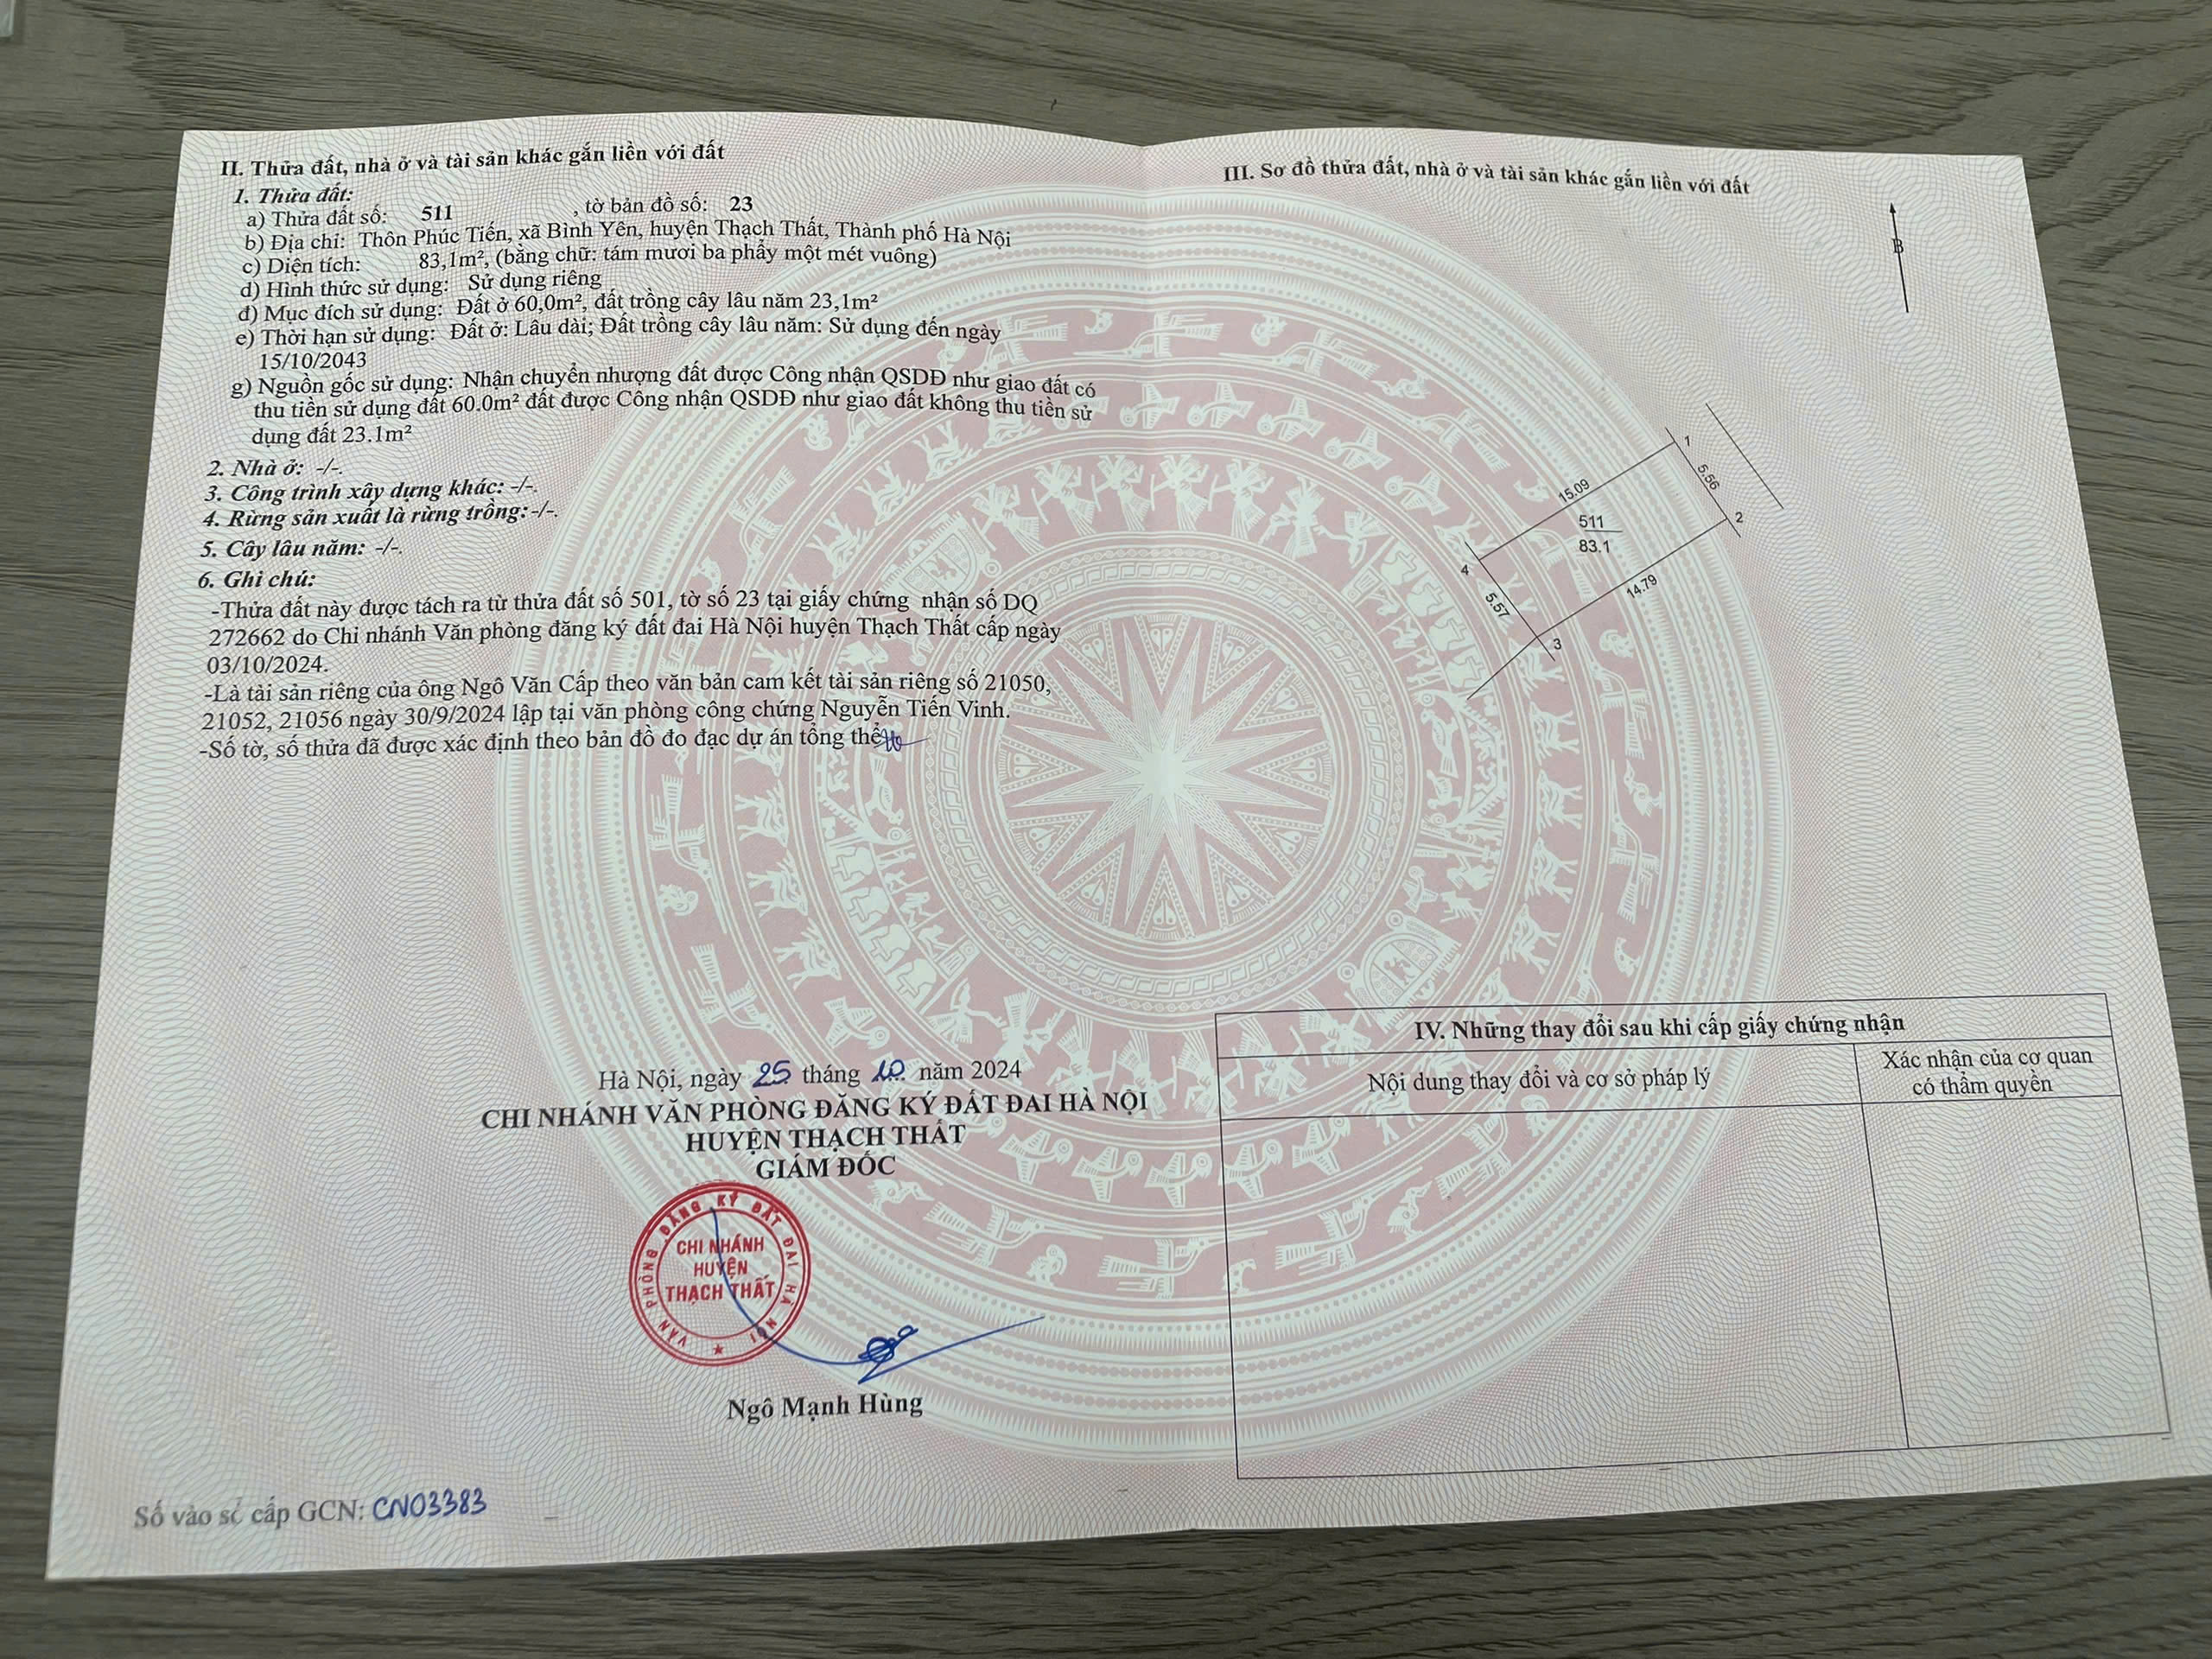 II. Thửa đất, nhà ở và tài sản khác gắn liền với đất
1. Thửa đất:
a) Thửa đất số: 511 , tờ bản đồ số: 23
b) Địa chỉ: Thôn Phúc Tiến, xã Bình Yên, huyện Thạch Thất, Thành phố Hà Nội
c) Diện tích: 83,1m², (bằng chữ: tám mươi ba phẩy một mét vuông)
d) Hình thức sử dụng: Sử dụng riêng
đ) Mục đích sử dụng: Đất ở 60,0m², đất trồng cây lâu năm 23,1m²
e) Thời hạn sử dụng: Đất ở: Lâu dài; Đất trồng cây lâu năm: Sử dụng đến ngày
15/10/2043
g) Nguồn gốc sử dụng: Nhận chuyển nhượng đất được Công nhận QSDĐ như giao đất có
thu tiền sử dụng đất 60.0m² đất được Công nhận QSDĐ như giao đất không thu tiền sử
dụng đất 23.1m²
2. Nhà ở: -/-.
3. Công trình xây dựng khác: -/-.
4. Rừng sản xuất là rừng trồng: -/-.
5. Cây lâu năm: -/-.
6. Ghi chú:
-Thửa đất này được tách ra từ thửa đất số 501, tờ số 23 tại giấy chứng nhận số DQ
272662 do Chi nhánh Văn phòng đăng ký đất đai Hà Nội huyện Thạch Thất cấp ngày
03/10/2024.
-Là tài sản riêng của ông Ngô Văn Cấp theo văn bản cam kết tài sản riêng số 21050,
21052, 21056 ngày 30/9/2024 lập tại văn phòng công chứng Nguyễn Tiến Vinh.
-Số tờ, số thửa đã được xác định theo bản đồ đo đạc dự án tổng thể
Hà Nội, ngày 25 tháng 10 năm 2024
CHI NHÁNH VĂN PHÒNG ĐĂNG KÝ ĐẤT ĐAI HÀ NỘI
HUYỆN THẠCH THẤT
GIÁM ĐỐC
VĂN PHÒNG ĐĂNG KÝ ĐẤT ĐAI HÀ NỘI
CHI NHÁNH
HUYỆN
THẠCH THẤT
Ngô Mạnh Hùng
Số vào sổ cấp GCN: CN03383
III. Sơ đồ thửa đất, nhà ở và tài sản khác gắn liền với đất
B
1
5.56
15.09
511
83.1
2
4
14.79
5.57
3
IV. Những thay đổi sau khi cấp giấy chứng nhận
Nội dung thay đổi và cơ sở pháp lý
Xác nhận của cơ quan
có thẩm quyền